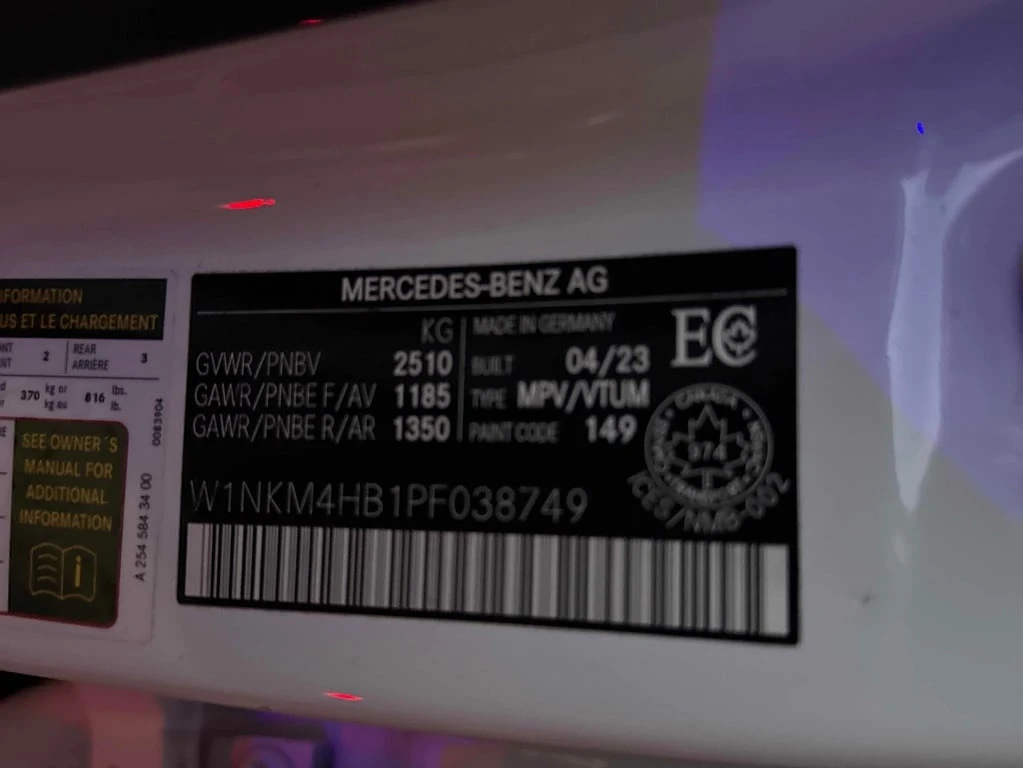 NFORMATION
US ET LE CHARGEMENT
2 REAR ARRIÈRE 3
370 kg or kg ou 816 lbs. lb.
SEE OWNER´S
MANUAL FOR
ADDITIONAL
INFORMATION
0083904
A 254 584 34 00
MERCEDES-BENZ AG
KG
GVWR/PNBV 2510
GAWR/PNBE F/AV 1185
GAWR/PNBE R/AR 1350
MADE IN GERMANY
BUILT 04/23
TYPE MPV/VTUM
PAINT CODE 149
EC
CANADA
974
ICES/NMB-002
W1NKM4HB1PF038749